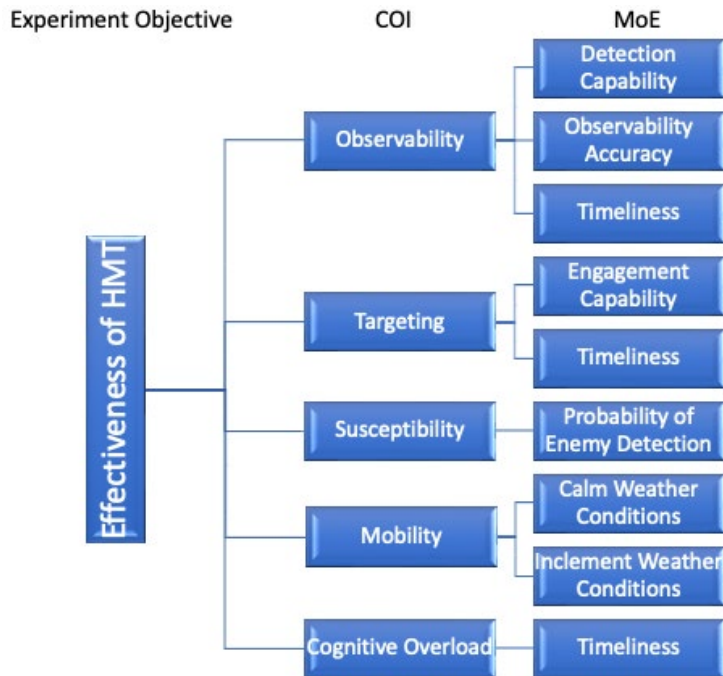 Experiment Objective COI MoE
Effectiveness of HMT
Observability
Detection
Capability
Observability
Accuracy
Timeliness
Targeting
Engagement
Capability
Timeliness
Susceptibility
Probability of
Enemy Detection
Mobility
Calm Weather
Conditions
Inclement Weather
Conditions
Cognitive Overload
Timeliness